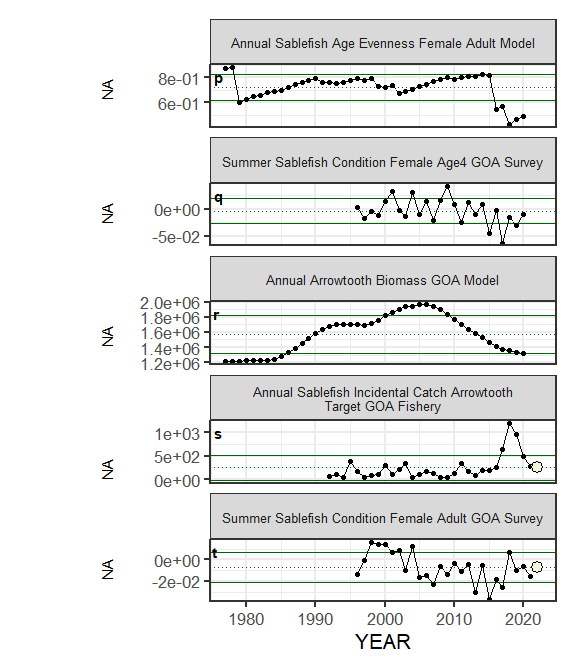 Annual Sablefish Age Evenness Female Adult Model
p
8e-01
6e-01
NA
Summer Sablefish Condition Female Age4 GOA Survey
q
0e+00
-5e-02
NA
Annual Arrowtooth Biomass GOA Model
2.0e+06
r
1.8e+06
1.6e+06
1.4e+06
1.2e+06
NA
Annual Sablefish Incidental Catch Arrowtooth
Target GOA Fishery
s
1e+03
5e+02
0e+00
NA
Summer Sablefish Condition Female Adult GOA Survey
t
0e+00
-2e-02
NA
1980 1990 2000 2010 2020
YEAR